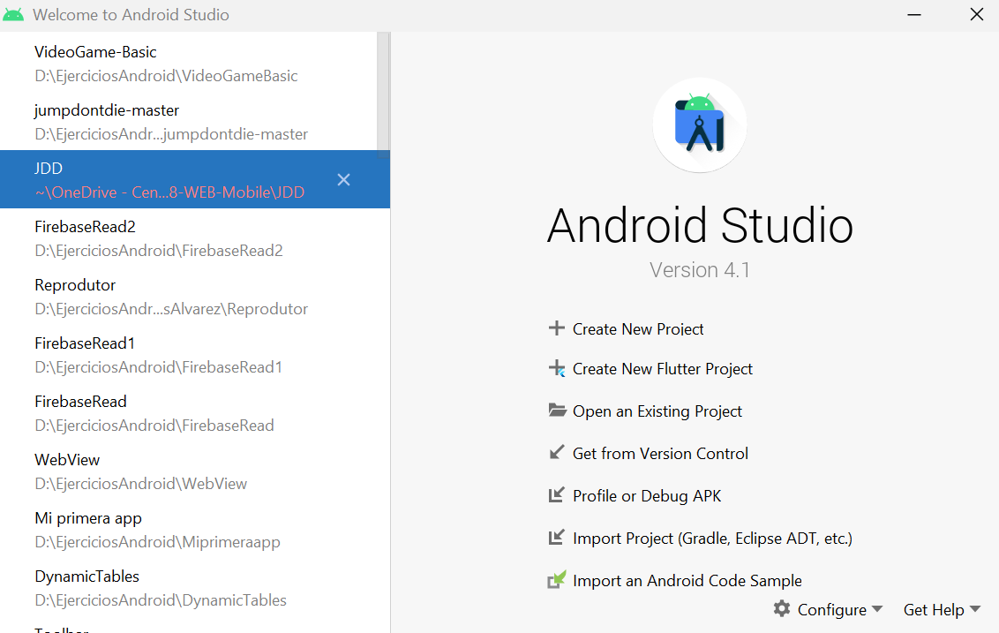 Welcome to Android Studio
VideoGame-Basic
D:\EjerciciosAndroid\VideoGameBasic
jumpdontdie-master
D:\EjerciciosAndr...jumpdontdie-master
JDD
~\OneDrive - Cen...8-WEB-Mobile\JDD
FirebaseRead2
D:\EjerciciosAndroid\FirebaseRead2
Reprodutor
D:\EjerciciosAndr...sAlvarez\Reprodutor
FirebaseRead1
D:\EjerciciosAndroid\FirebaseRead1
FirebaseRead
D:\EjerciciosAndroid\FirebaseRead
WebView
D:\EjerciciosAndroid\WebView
Mi primera app
D:\EjerciciosAndroid\Miprimeraapp
DynamicTables
D:\EjerciciosAndroid\DynamicTables
Toolbar
Android Studio
Version 4.1
Create New Project
Create New Flutter Project
Open an Existing Project
Get from Version Control
Profile or Debug APK
Import Project (Gradle, Eclipse ADT, etc.)
Import an Android Code Sample
Configure
Get Help